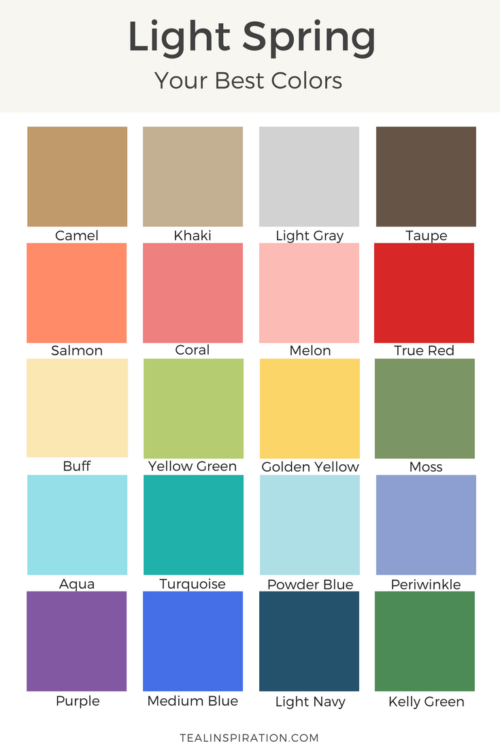 Light Spring
Your Best Colors
Camel Khaki Light Gray Taupe
Salmon Coral Melon True Red
Buff Yellow Green Golden Yellow Moss
Aqua Turquoise Powder Blue Periwinkle
Purple Medium Blue Light Navy Kelly Green
TEALINSPIRATION.COM